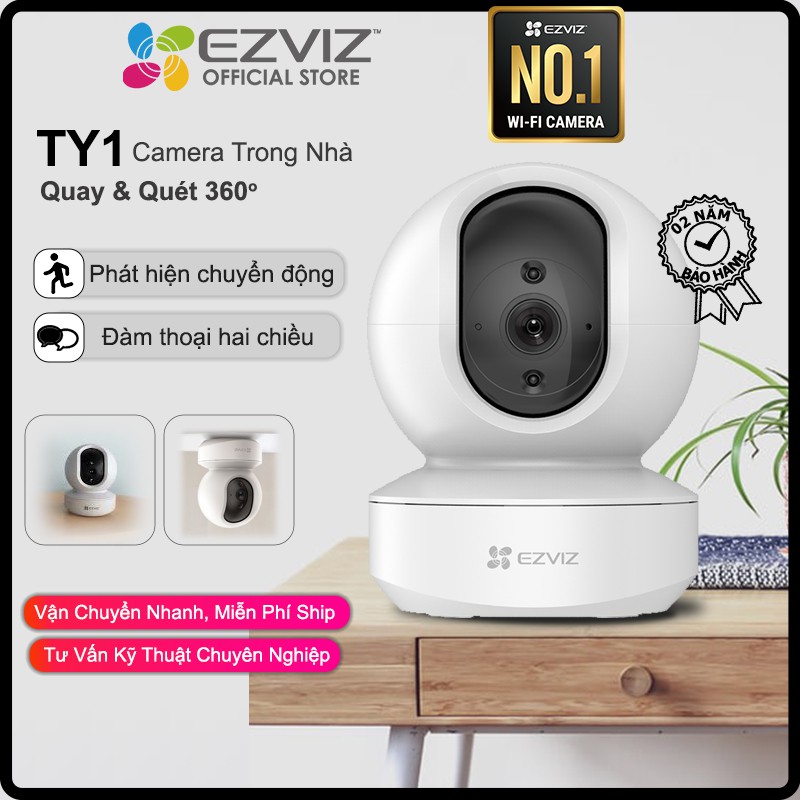 EZVIZ™
OFFICIAL STORE
EZVIZ
NO.1
WI-FI CAMERA
TY1 Camera Trong Nhà
Quay & Quét 360º
02 NĂM
BẢO HÀNH
Phát hiện chuyển động
Đàm thoại hai chiều
EZVIZ
Vận Chuyển Nhanh, Miễn Phí Ship
Tư Vấn Kỹ Thuật Chuyên Nghiệp